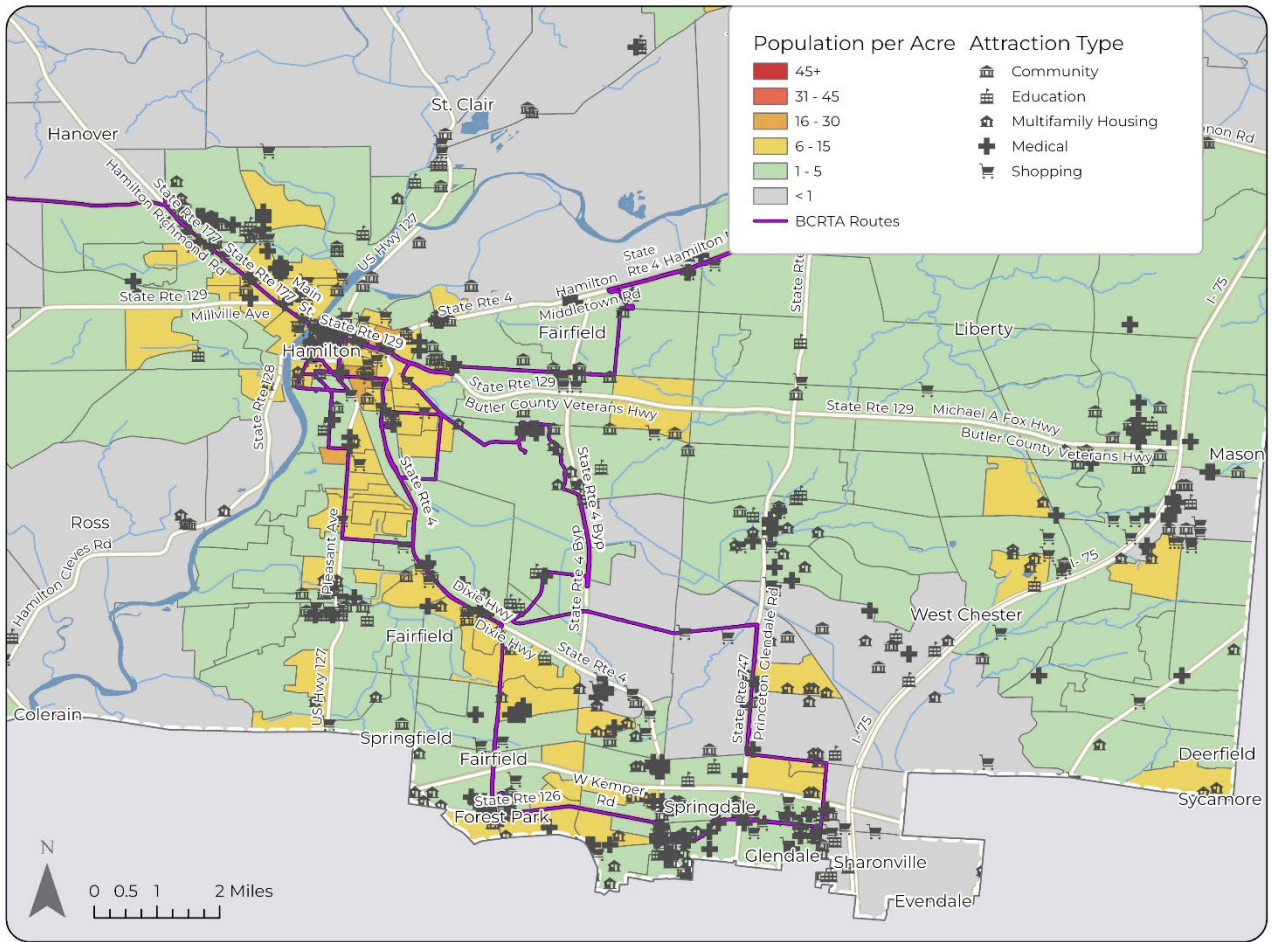 Population per Acre
45+
31 - 45
16 - 30
6 - 15
1 - 5
< 1
BCRTA Routes
Attraction Type
Community
Education
Multifamily Housing
Medical
Shopping
St. Clair
Hanover
Hamilton Richmond Rd
State Rte 177
State Rte 177
US Hwy 127
Main
St.
State Rte 129
Millville Ave
State Rte 129
Hamilton
State Rte 128
State Rte 4
Hamilton
Middletown Rd
State
Rte 4 Hamilton
Fairfield
State Rte
I-75
Liberty
State Rte 129
Butler County Veterans Hwy
State Rte 129
Michael A Fox Hwy
Butler County Veterans Hwy
Mason
State Rte 4
State Rte 4 Byp
State Rte 4 Byp
Ross
Hamilton Cleves Rd
Pleasant Ave
Dixie Hwy
Dixie Hwy
State Rte 4
Fairfield
US Hwy 127
State Rte 747
Princeton Glendale Rd
I-75
West Chester
I-75
Colerain
Springfield
Fairfield
W Kemper
Rd
State Rte 126
Forest Park
Springdale
Glendale
Sharonville
Evendale
Deerfield
Sycamore
N
0 0.5 1 2 Miles